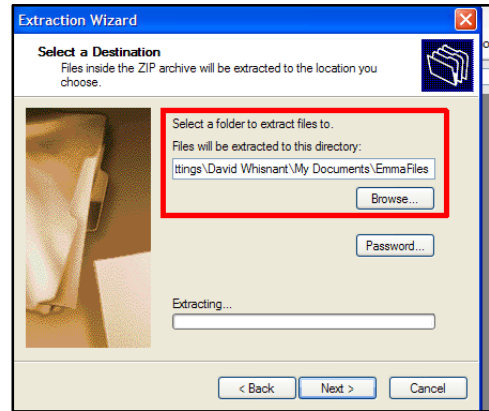 Extraction Wizard
Select a Destination
Files inside the ZIP archive will be extracted to the location you
choose.
Select a folder to extract files to.
Files will be extracted to this directory:
ttings\David Whisnant\My Documents\EmmaFiles
Browse...
Password...
Extracting...
< Back
Next >
Cancel